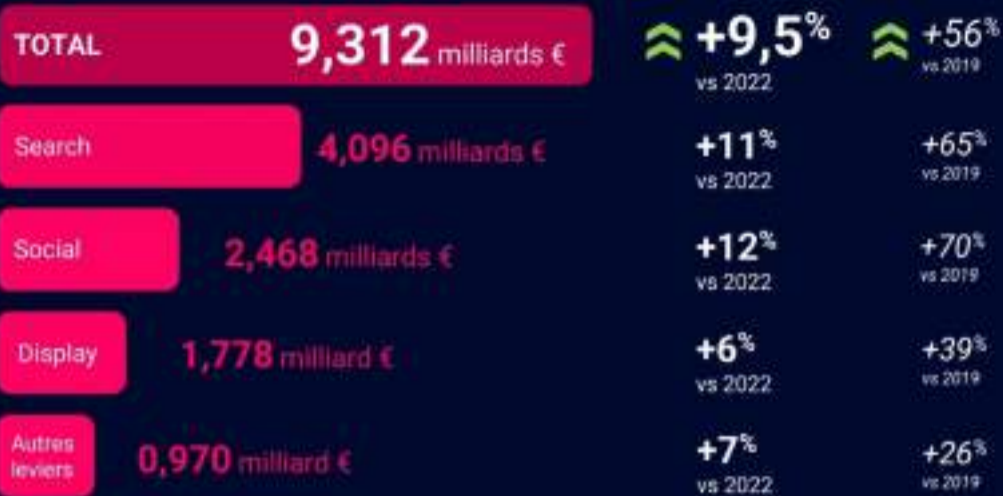 TOTAL 9,312 milliards € +9,5% +56%
vs 2022 vs 2019
Search 4,096 milliards € +11% +65%
vs 2022 vs 2019
Social 2,468 milliards € +12% +70%
vs 2022 vs 2019
Display 1,778 milliard € +6% +39%
vs 2022 vs 2019
Autres
leviers 0,970 milliard € +7% +26%
vs 2022 vs 2019